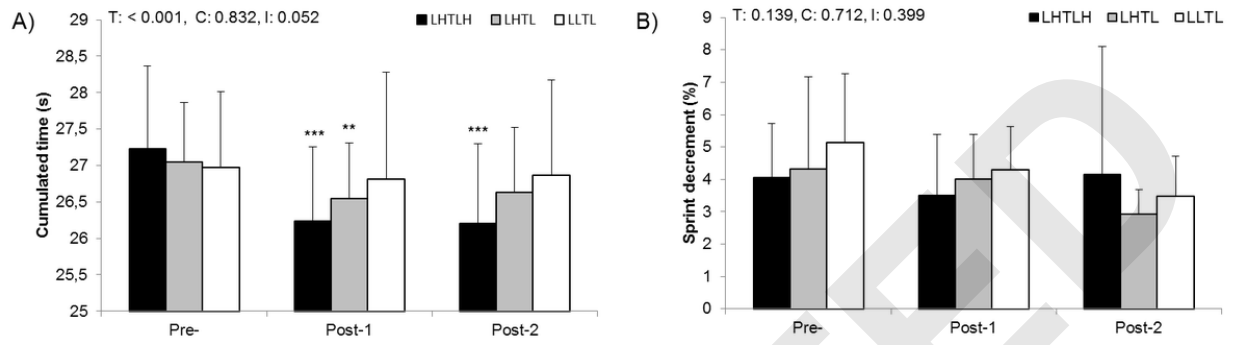 A)
T: < 0.001, C: 0.832, I: 0.052
LHTLH LHTL LLTL
Cumulated time (s)
29
28,5
28
27,5
27
26,5
26
25,5
25
*** ** ***
Pre- Post-1 Post-2
B)
T: 0.139, C: 0.712, I: 0.399
LHTLH LHTL LLTL
Sprint decrement (%)
9
8
7
6
5
4
3
2
1
0
Pre- Post-1 Post-2